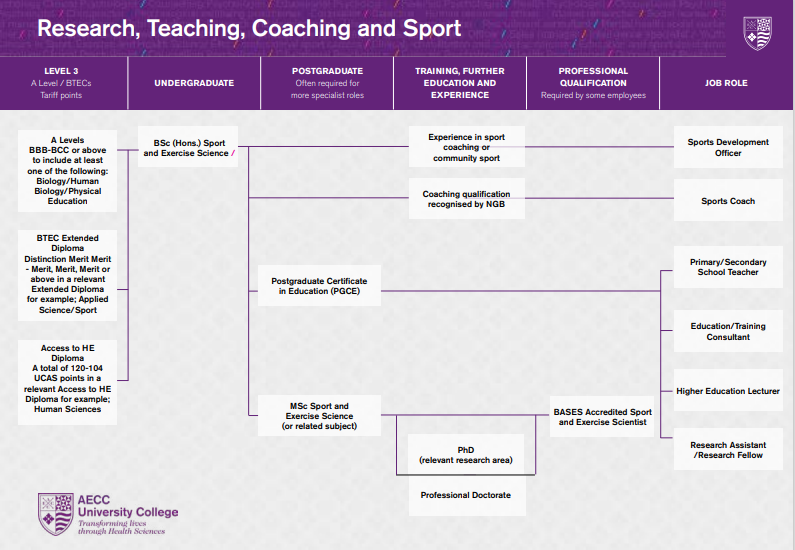 Research, Teaching, Coaching and Sport
LEVEL 3
A Level / BTECs
Tariff points
UNDERGRADUATE
POSTGRADUATE
Often required for
more specialist roles
TRAINING, FURTHER
EDUCATION AND
EXPERIENCE
PROFESSIONAL
QUALIFICATION
Required by some employees
JOB ROLE
A Levels
BBB-BCC or above
to include at least
one of the following:
Biology/Human
Biology/Physical
Education
BTEC Extended
Diploma
Distinction Merit Merit
- Merit, Merit, Merit or
above in a relevant
Extended Diploma
for example; Applied
Science/Sport
Access to HE
Diploma
A total of 120-104
UCAS points in a
relevant Access to HE
Diploma for example;
Human Sciences
BSc (Hons.) Sport
and Exercise Science /
Postgraduate Certificate
in Education (PGCE)
MSc Sport and
Exercise Science
(or related subject)
Experience in sport
coaching or
community sport
Coaching qualification
recognised by NGB
PhD
(relevant research area)
Professional Doctorate
BASES Accredited Sport
and Exercise Scientist
Sports Development
Officer
Sports Coach
Primary/Secondary
School Teacher
Education/Training
Consultant
Higher Education Lecturer
Research Assistant
/Research Fellow
AECC
University College
Transforming lives
through Health Sciences